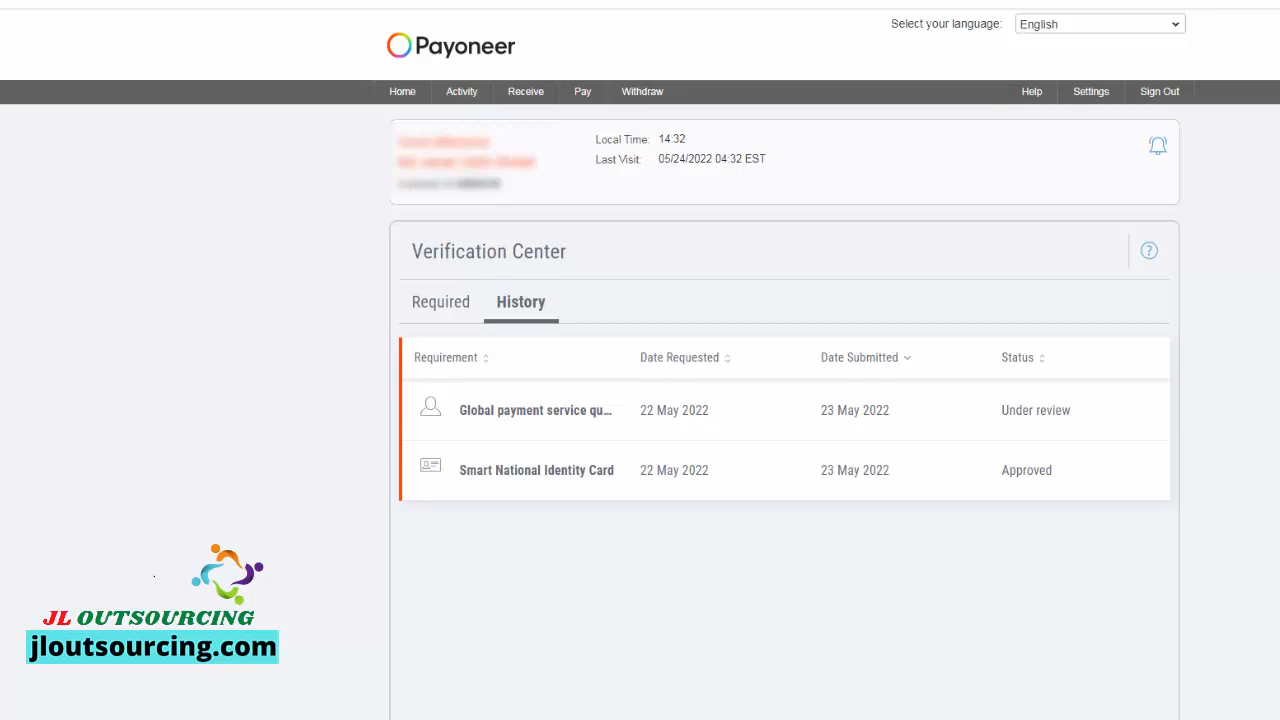 Select your language: English
Payoneer
Home Activity Receive Pay Withdraw Help Settings Sign Out
Local Time: 14:32
Last Visit: 05/24/2022 04:32 EST
Verification Center ?
Required History
Requirement Date Requested Date Submitted Status
Global payment service qu... 22 May 2022 23 May 2022 Under review
Smart National Identity Card 22 May 2022 23 May 2022 Approved
JL OUTSOURCING
jloutsourcing.com